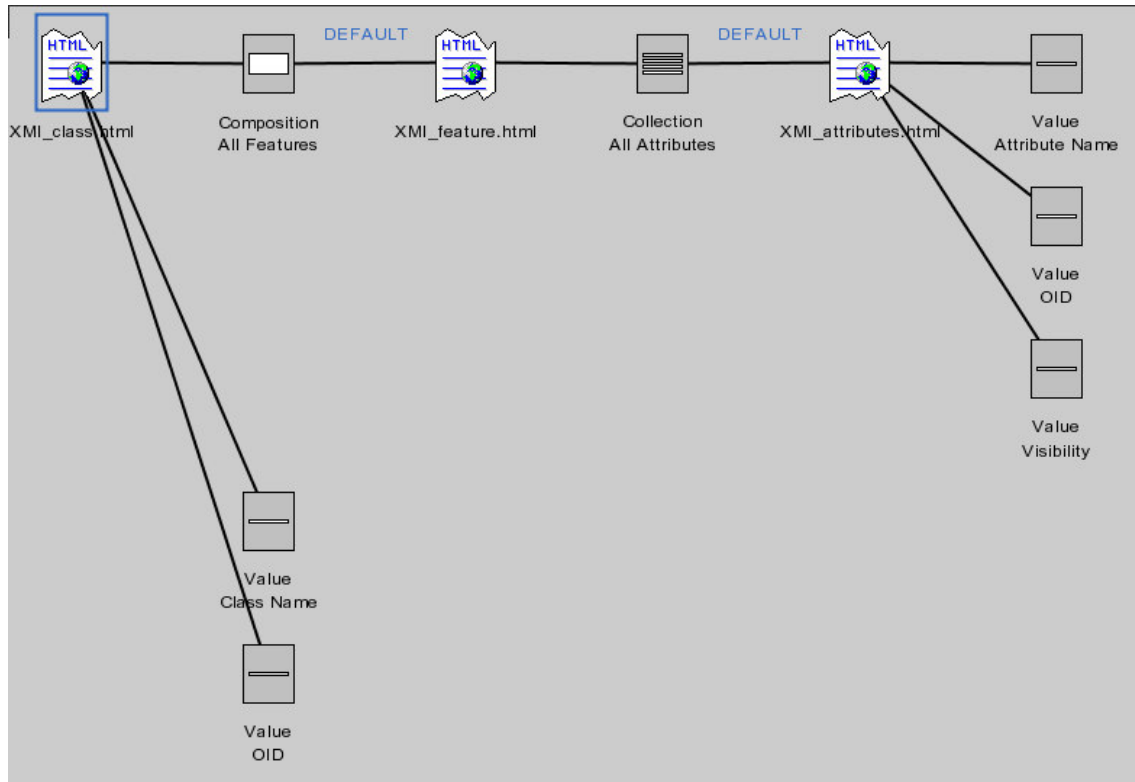 DEFAULT
DEFAULT
HTML
HTML
HTML
XMI_class.html
Composition
All Features
XMI_feature.html
Collection
All Attributes
XMI_attributes.html
Value
Attribute Name
Value
OID
Value
Visibility
Value
Class Name
Value
OID